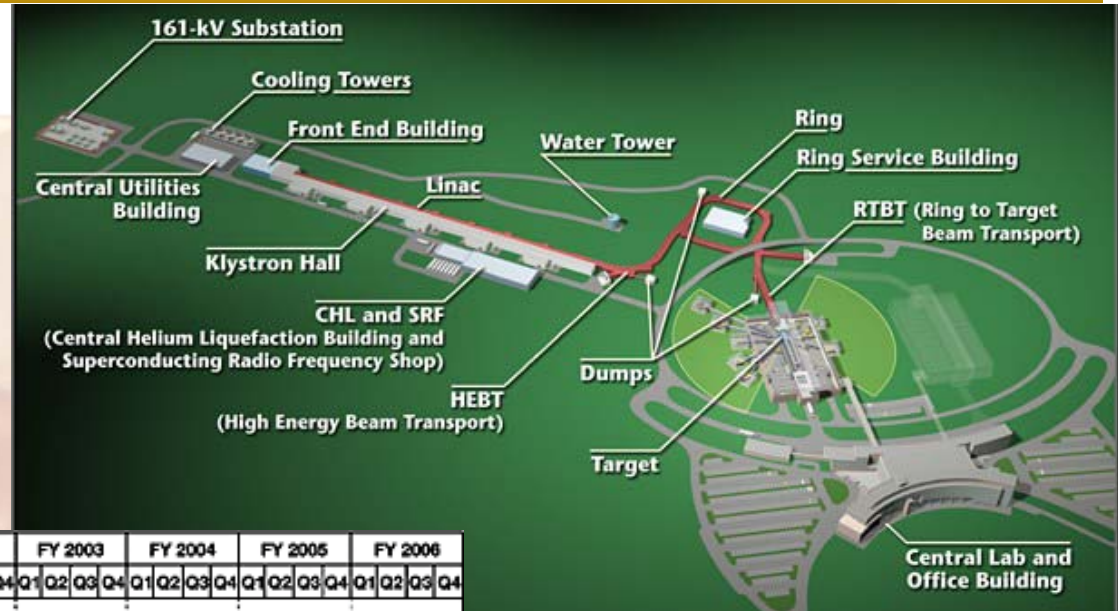 161-kV Substation
Cooling Towers
Front End Building
Water Tower
Ring
Ring Service Building
Central Utilities
Building
Linac
RTBT (Ring to Target
Beam Transport)
Klystron Hall
CHL and SRF
(Central Helium Liquefaction Building and
Superconducting Radio Frequency Shop)
Dumps
HEBT
(High Energy Beam Transport)
Target
Central Lab and
Office Building
FY 2003 FY 2004 FY 2005 FY 2006
Q1 Q2 Q3 Q4 Q1 Q2 Q3 Q4 Q1 Q2 Q3 Q4 Q1 Q2 Q3 Q4